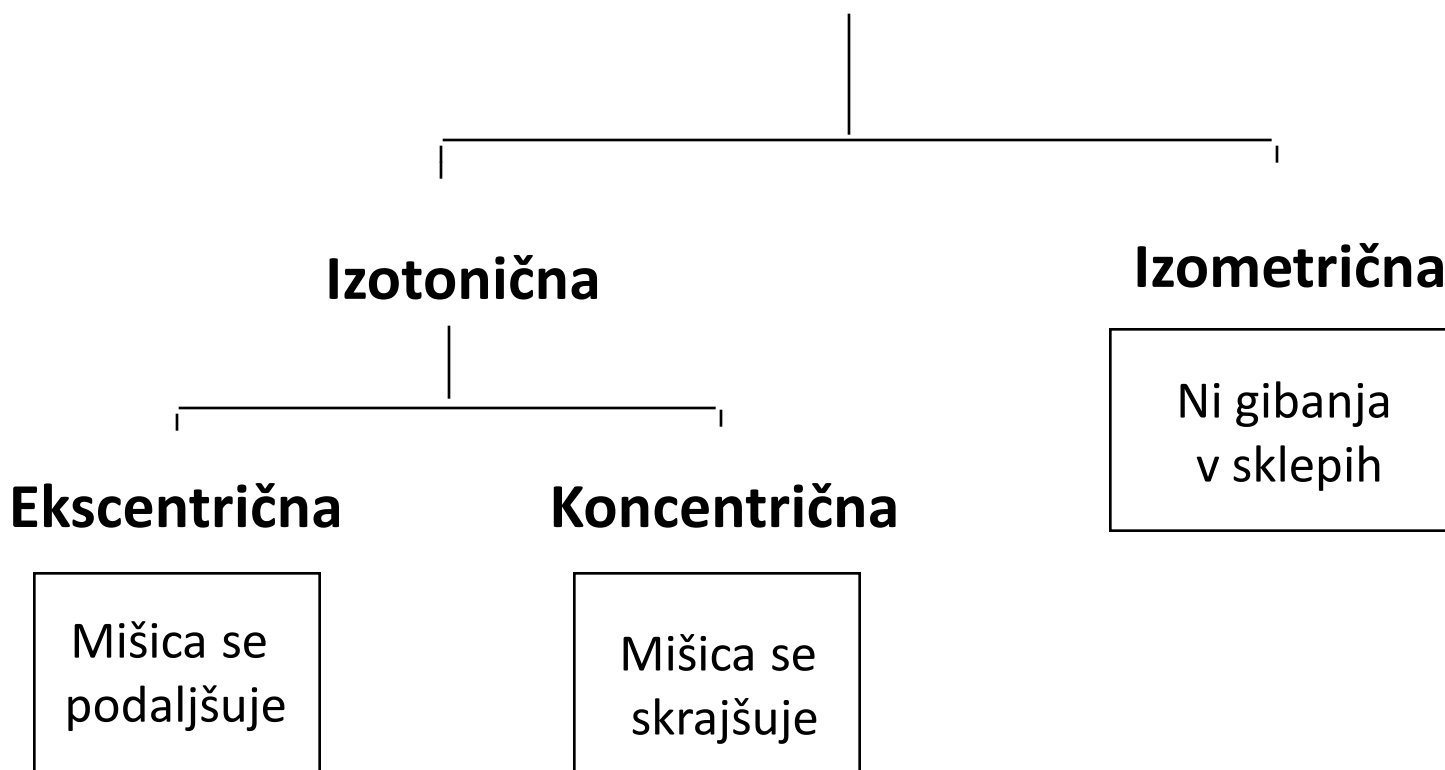 Izotonična
Izometrična
Ni gibanja
v sklepih
Ekscentrična
Koncentrična
Mišica se
podaljšuje
Mišica se
skrajšuje